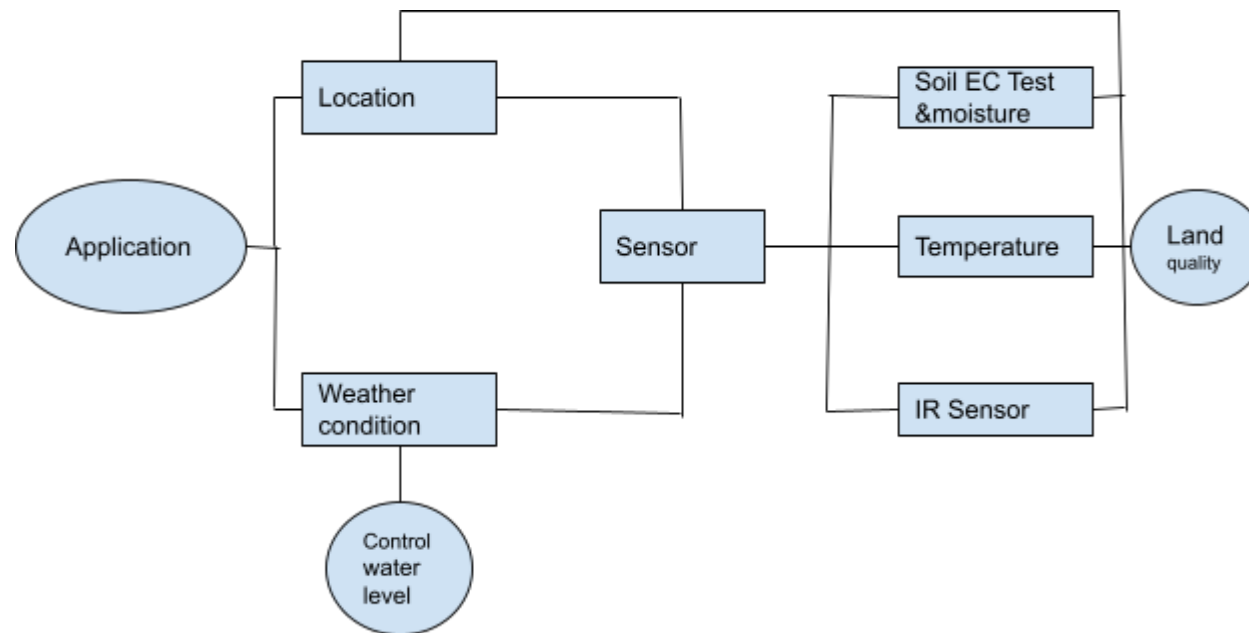 Location
Soil EC Test
&moisture
Application
Sensor
Temperature
Land
quality
Weather
condition
IR Sensor
Control
water
level